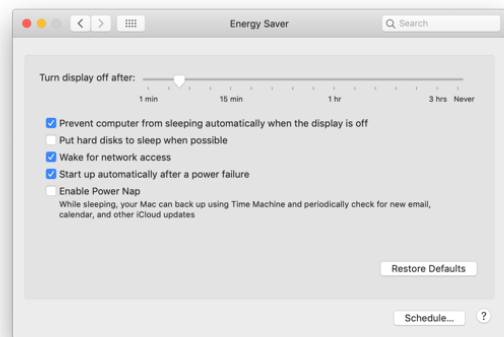 Energy Saver
Search
Turn display off after:
1 min 15 min 1 hr 3 hrs Never
Prevent computer from sleeping automatically when the display is off
Put hard disks to sleep when possible
Wake for network access
Start up automatically after a power failure
Enable Power Nap
While sleeping, your Mac can back up using Time Machine and periodically check for new email,
calendar, and other iCloud updates
Restore Defaults
Schedule... ?